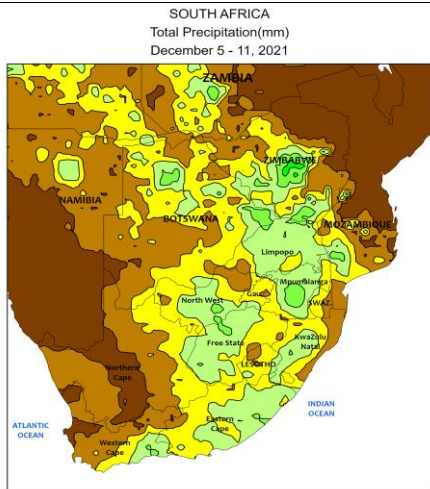 SOUTH AFRICA
Total Precipitation(mm)
December 5 - 11, 2021
ZAMBIA
ZIMBABWE
NAMIBIA
BOTSWANA
MOZAMBIQUE
Limpopo
Mpumalanga
North West
Gau
SWAZ.
Free State
KwaZulu
Natal
LESOTHO
Northern
Cape
INDIAN
OCEAN
ATLANTIC
OCEAN
Eastern
Cape
Western
Cape